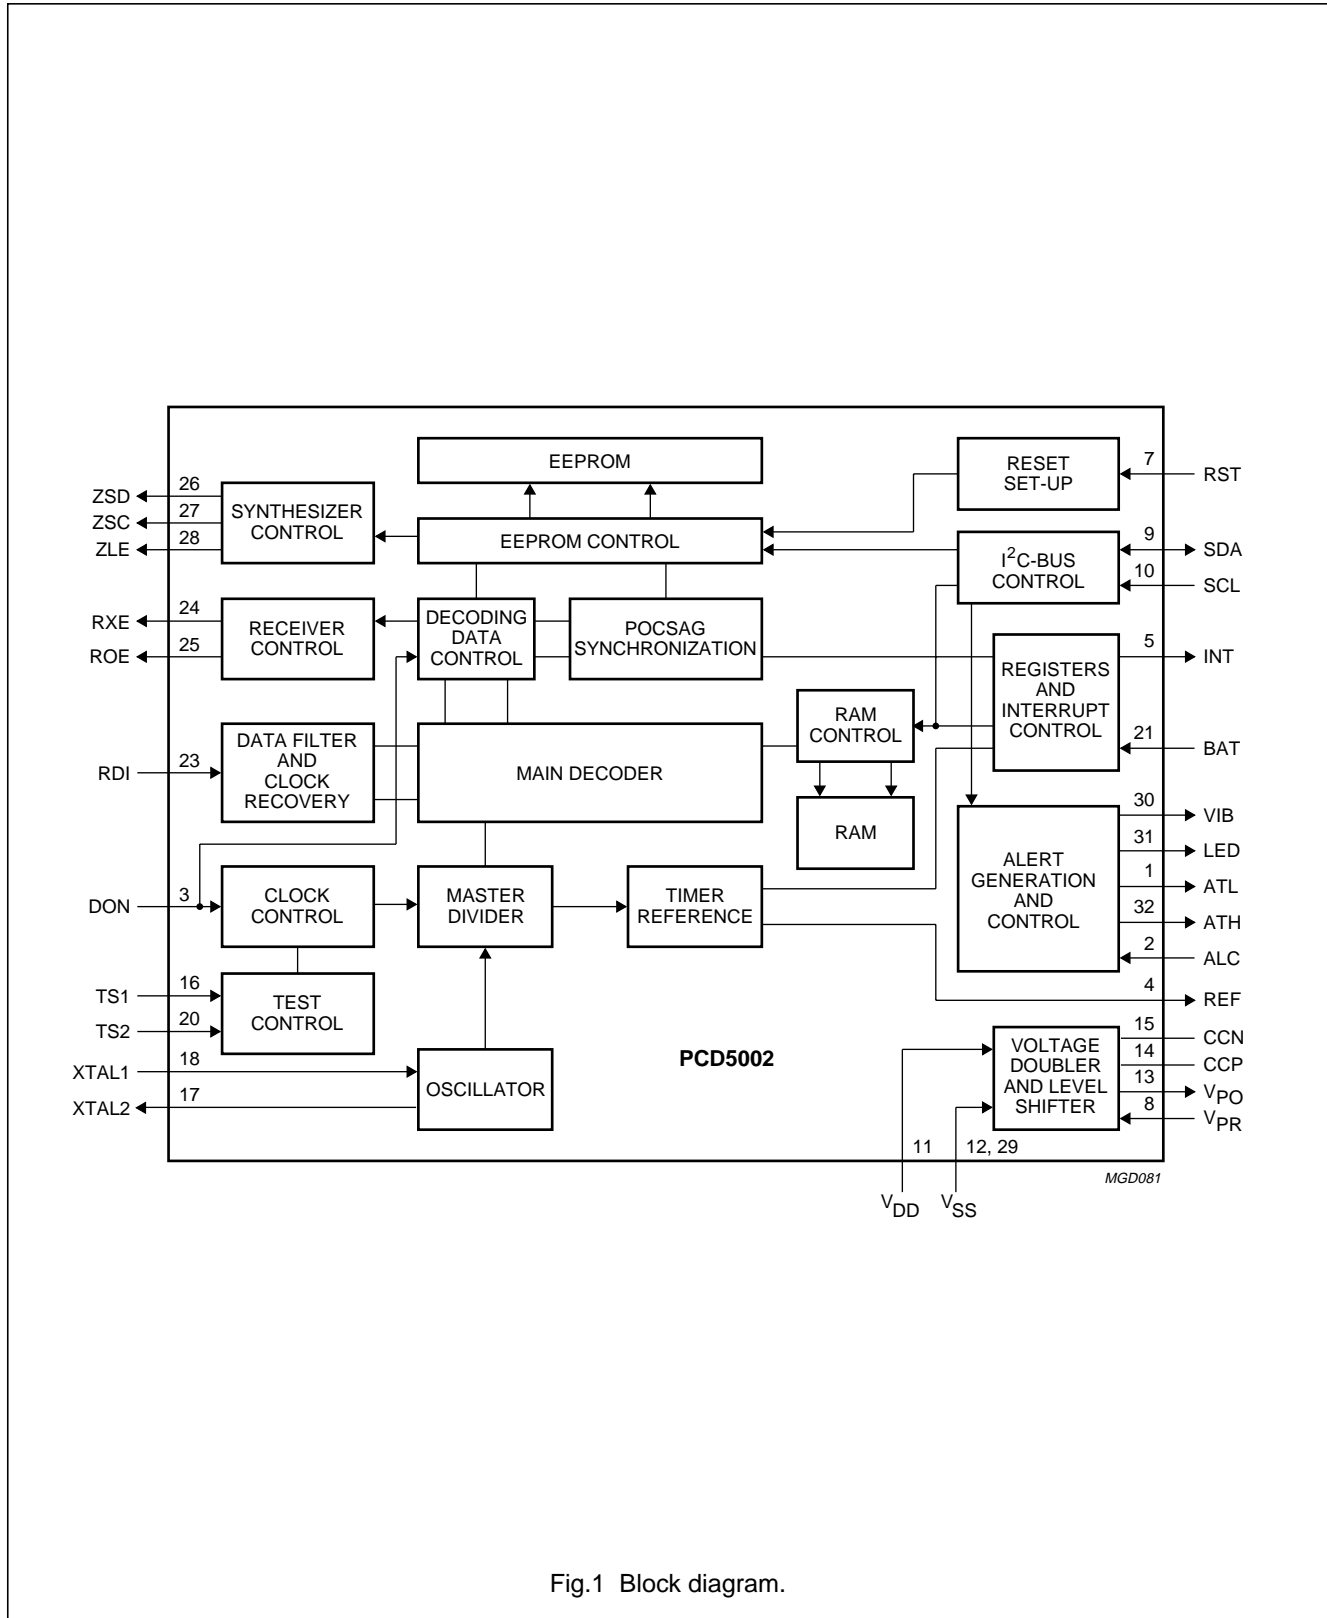 EEPROM
RESET
SET-UP
7
RST
26
ZSD
27
ZSC
28
ZLE
SYNTHESIZER
CONTROL
EEPROM CONTROL
I2C-BUS
CONTROL
9
SDA
10
SCL
24
RXE
25
ROE
RECEIVER
CONTROL
DECODING
DATA
CONTROL
POCSAG
SYNCHRONIZATION
REGISTERS
AND
INTERRUPT
CONTROL
5
INT
21
BAT
RAM
CONTROL
RDI
23
DATA FILTER
AND
CLOCK
RECOVERY
MAIN DECODER
RAM
ALERT
GENERATION
AND
CONTROL
30
VIB
31
LED
1
ATL
32
ATH
2
ALC
DON
3
CLOCK
CONTROL
MASTER
DIVIDER
TIMER
REFERENCE
4
REF
TS1
16
TS2
20
TEST
CONTROL
XTAL1
18
XTAL2
17
OSCILLATOR
PCD5002
VOLTAGE
DOUBLER
AND LEVEL
SHIFTER
15
CCN
14
CCP
13
VPO
8
VPR
11
12, 29
VDD
VSS
MGD081
Fig.1 Block diagram.